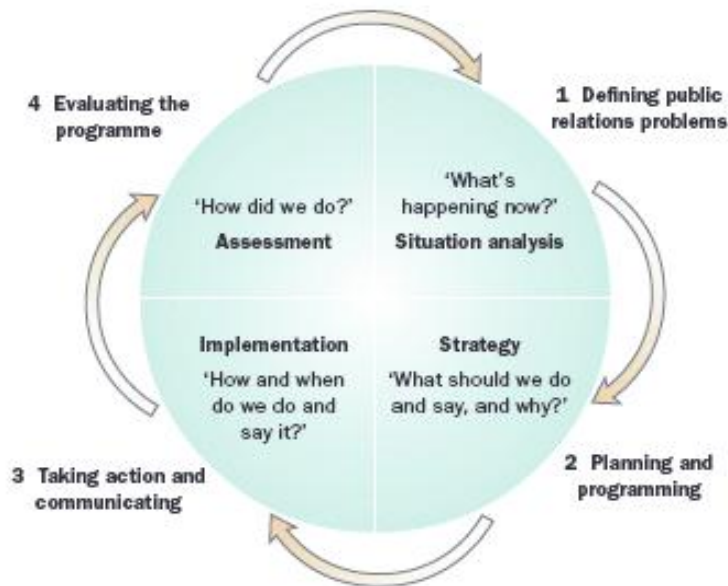 4 Evaluating the
programme
1 Defining public
relations problems
'How did we do?'
Assessment
'What's
happening now?'
Situation analysis
Implementation
'How and when
do we do and
say it?'
Strategy
'What should we do
and say, and why?'
3 Taking action and
communicating
2 Planning and
programming